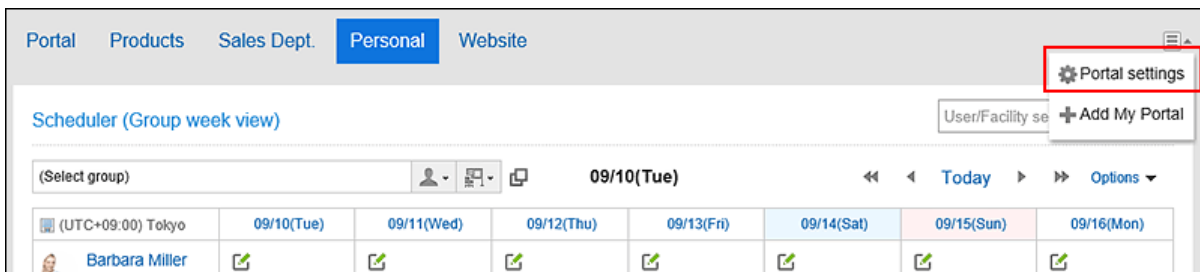 Portal Products Sales Dept. Personal Website
Portal settings
Add My Portal
Scheduler (Group week view)
User/Facility se
(Select group)
09/10(Tue)
Today
Options
(UTC+09:00) Tokyo 09/10(Tue) 09/11(Wed) 09/12(Thu) 09/13(Fri) 09/14(Sat) 09/15(Sun) 09/16(Mon)
Barbara Miller